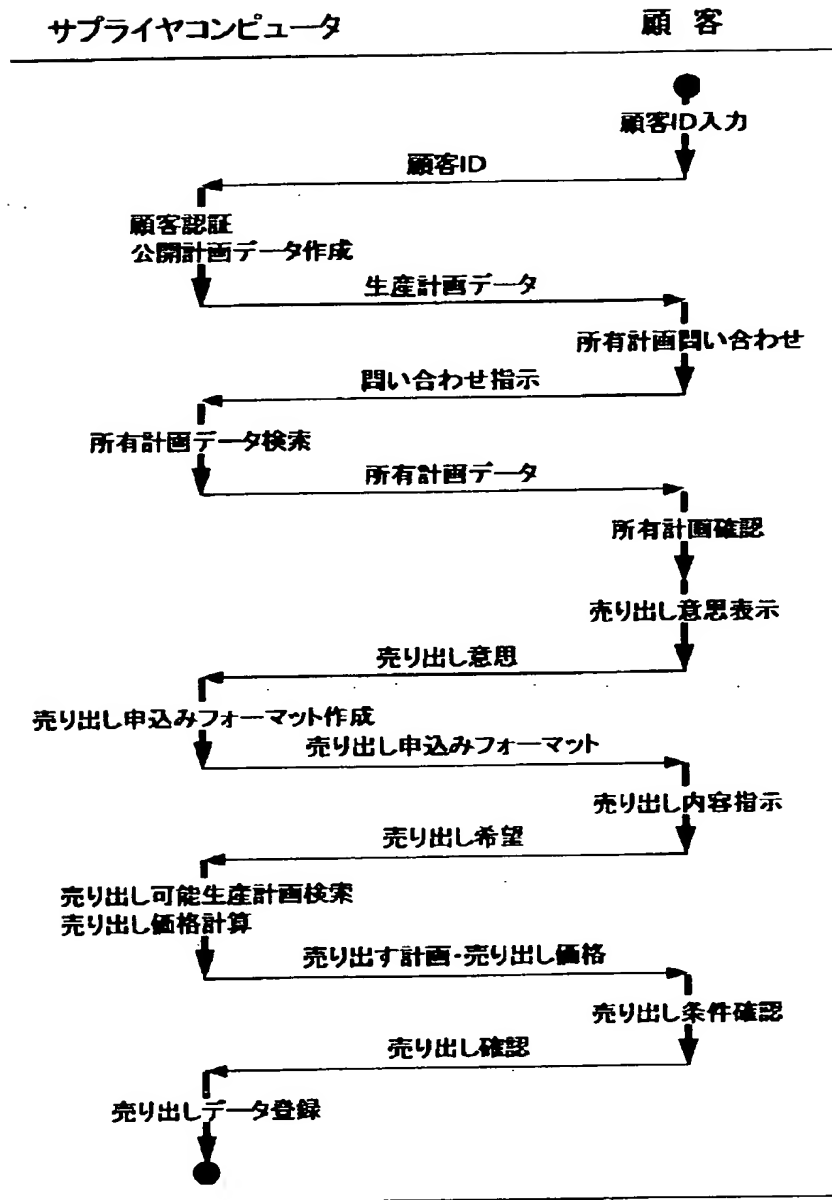 サプライヤコンピュータ
顧 客
顧客ID入力
顧客ID
顧客認証
公開計画データ作成
生産計画データ
所有計画問い合わせ
問い合わせ指示
所有計画データ検索
所有計画データ
所有計画確認
売り出し意思表示
売り出し意思
売り出し申込みフォーマット作成
売り出し申込みフォーマット
売り出し内容指示
売り出し希望
売り出し可能生産計画検索
売り出し価格計算
売り出す計画・売り出し価格
売り出し条件確認
売り出し確認
売り出しデータ登録